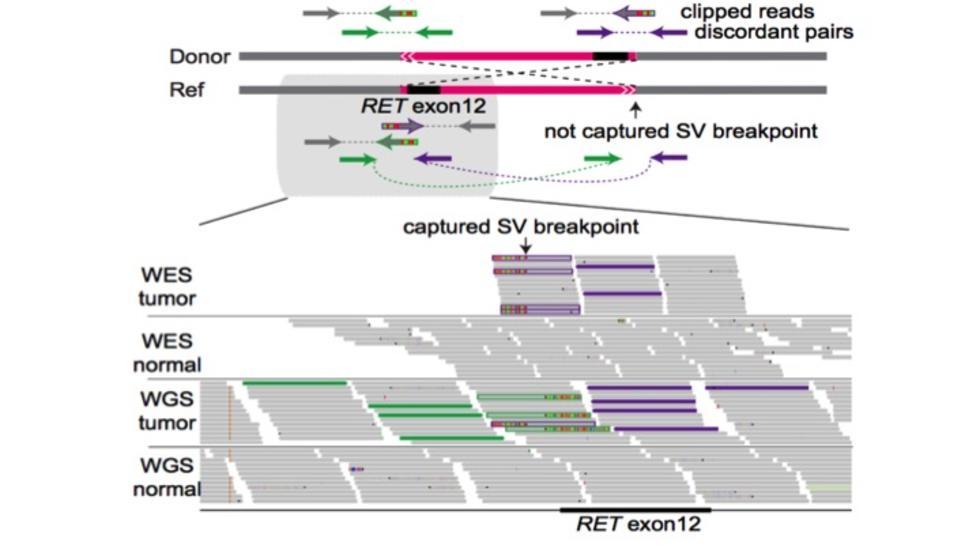 clipped reads
discordant pairs
Donor
Ref
RET exon12
not captured SV breakpoint
captured SV breakpoint
WES
tumor
WES
normal
WGS
tumor
WGS
normal
RET exon12